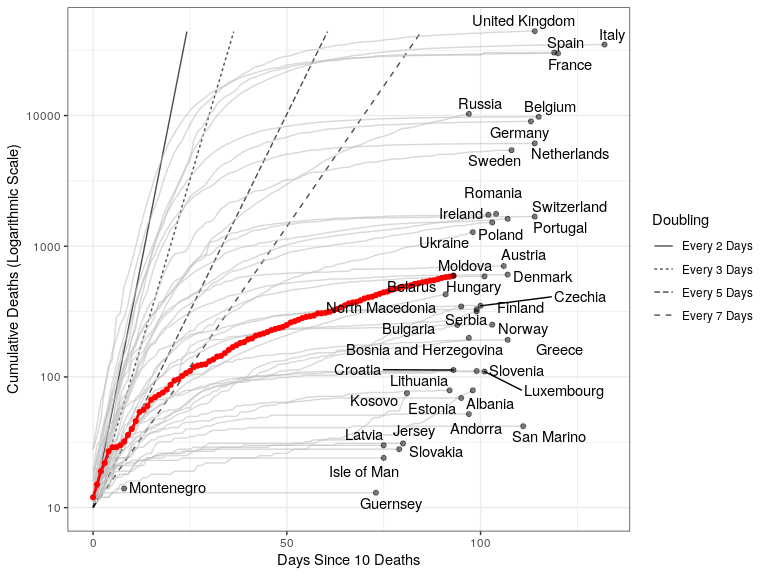 United Kingdom
Italy
Spain
France
Russia
Belgium
Germany
Netherlands
Sweden
Romania
Ireland
Switzerland
Portugal
Poland
Ukraine
Austria
Moldova
Denmark
Belarus
Hungary
Czechia
North Macedonia
Finland
Serbia
Bulgaria
Norway
Bosnia and Herzegovina
Greece
Croatia
Slovenia
Lithuania
Luxembourg
Kosovo
Estonia
Albania
Latvia
Jersey
Andorra
San Marino
Slovakia
Isle of Man
Montenegro
Guernsey
10000
1000
100
10
0
50
100
Days Since 10 Deaths
Cumulative Deaths (Logarithmic Scale)
Doubling
Every 2 Days
Every 3 Days
Every 5 Days
Every 7 Days